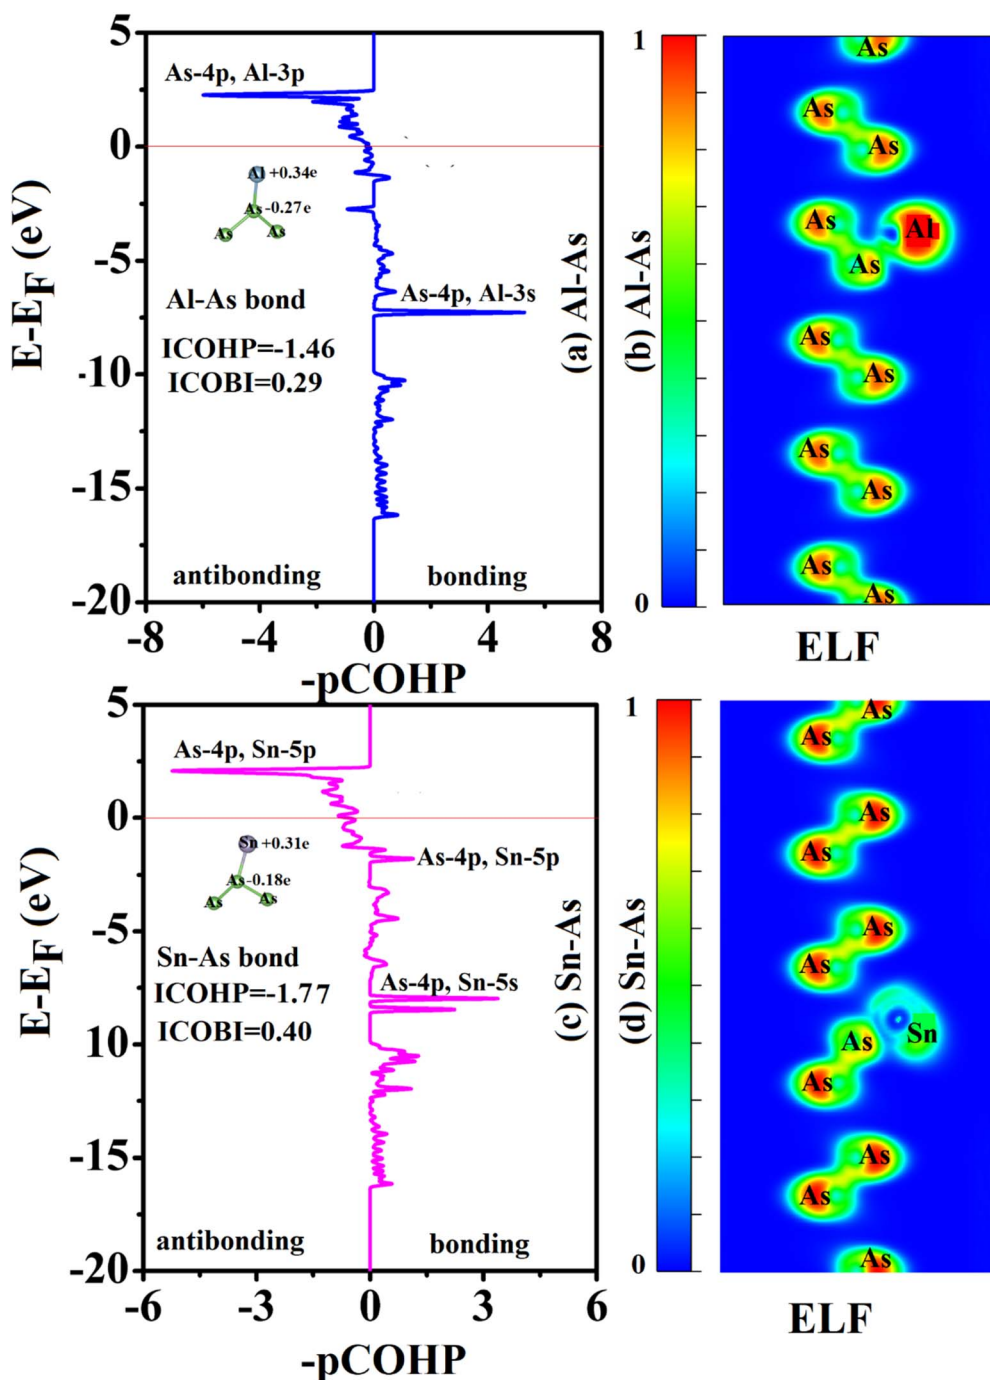 5
0
-5
-10
-15
-20
E-EF (eV)
As-4p, Al-3p
Al+0.34e
As-0.27e
As
As
Al-As bond
ICOHP=-1.46
ICOBI=0.29
As-4p, Al-3s
antibonding
bonding
-8
-4
0
4
8
-pCOHP
(a) Al-As
(b) Al-As
1
0
As
As
As
As
Al
As
As
As
As
As
As
As
ELF
5
0
-5
10
-15
-20
E-EF (eV)
As-4p, Sn-5p
Sn+0.31e
As-0.18e
As
As
As-4p, Sn-5p
Sn-As bond
ICOHP=-1.77
ICOBI=0.40
As-4p, Sn-5s
antibonding
bonding
-6
-3
0
3
6
-pCOHP
(c) Sn-As
(d) Sn-As
1
0
As
As
As
As
As
As
Sn
As
As
As
As
As
ELF